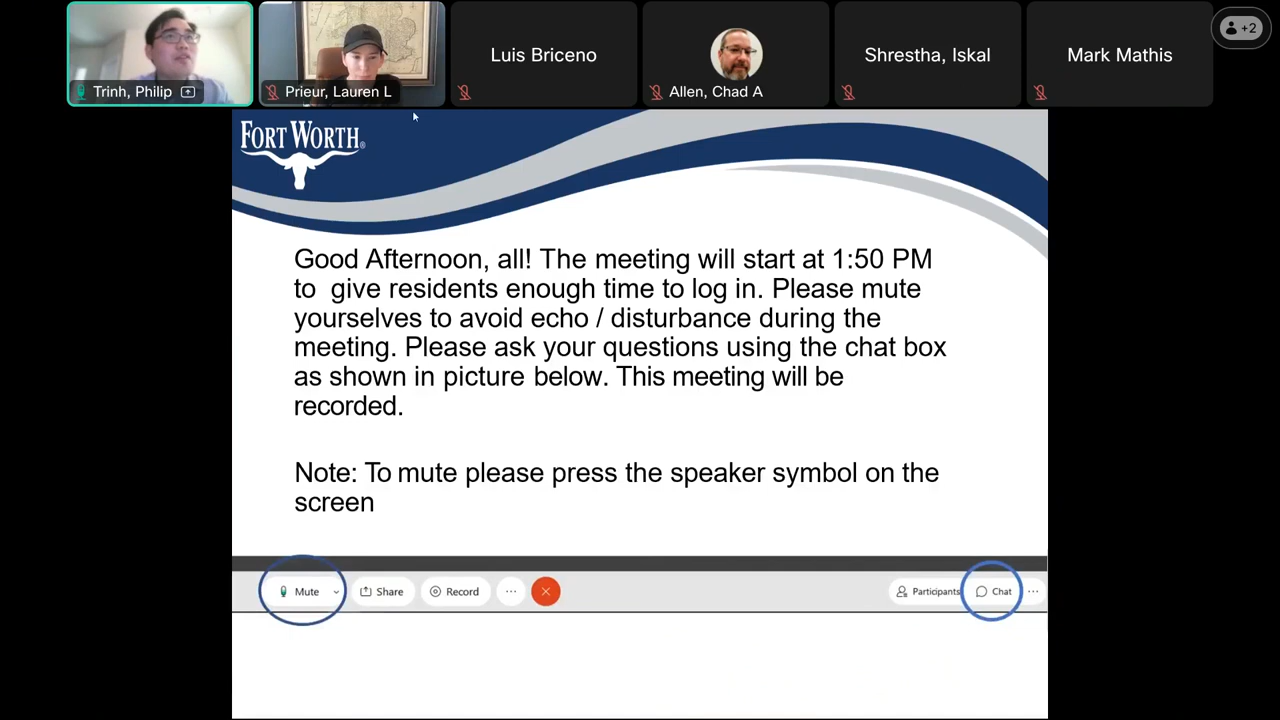 Trinh, Philip
Prieur, Lauren L
Luis Briceno
Allen, Chad A
Shrestha, Iskal
Mark Mathis
+2
FORT WORTH®
Good Afternoon, all! The meeting will start at 1:50 PM
to give residents enough time to log in. Please mute
yourselves to avoid echo / disturbance during the
meeting. Please ask your questions using the chat box
as shown in picture below. This meeting will be
recorded.
Note: To mute please press the speaker symbol on the
screen
Mute
Share
Record
Participants
Chat